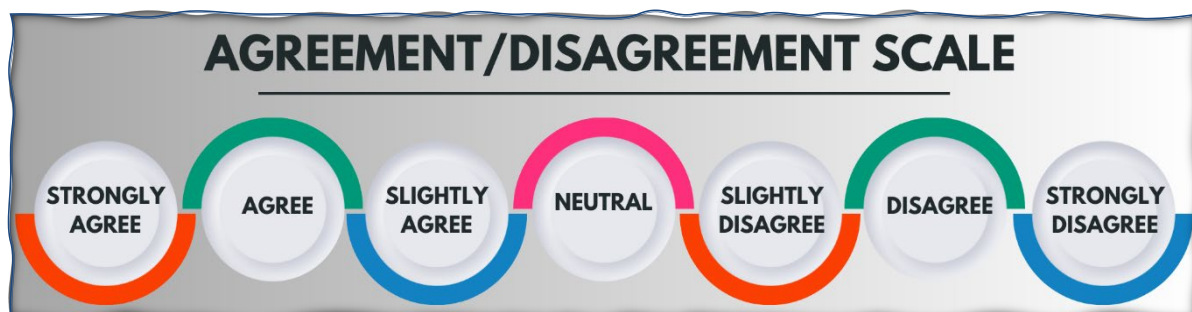 AGREEMENT/DISAGREEMENT SCALE
STRONGLY
AGREE
AGREE
SLIGHTLY
AGREE
NEUTRAL
SLIGHTLY
DISAGREE
DISAGREE
STRONGLY
DISAGREE